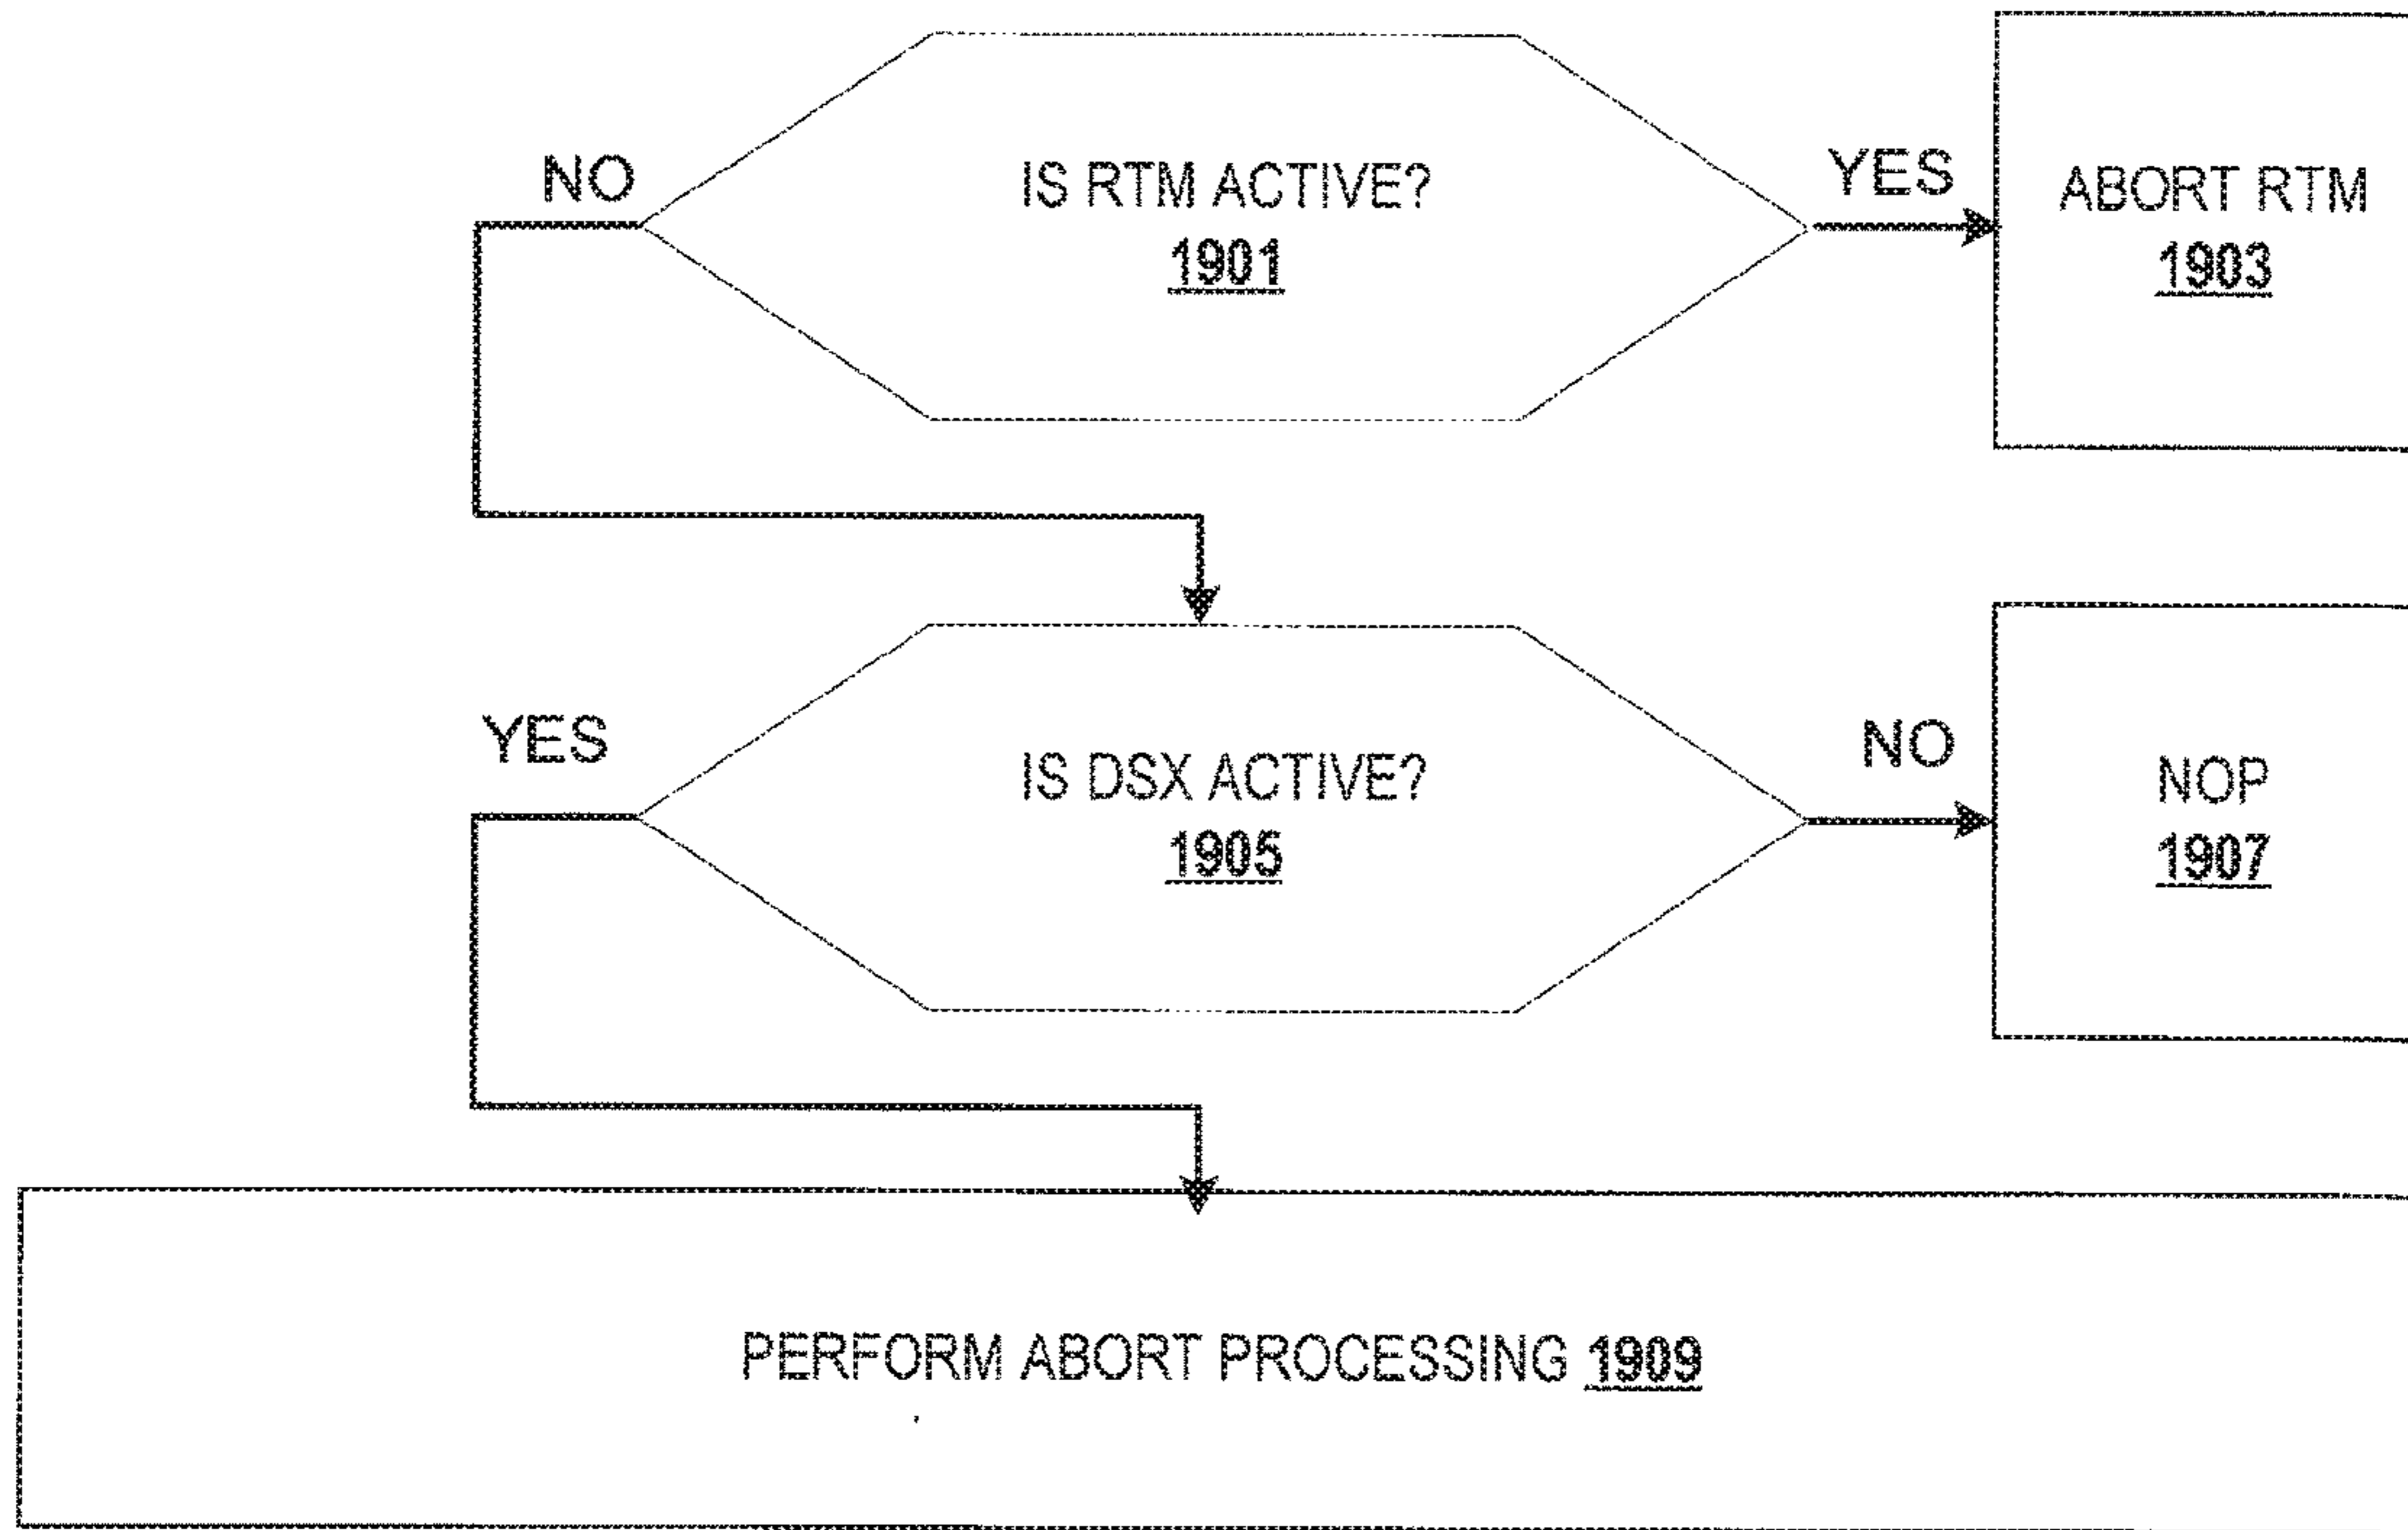 NO
IS RTM ACTIVE?
1901
YES
ABORT RTM
1903
YES
IS DSX ACTIVE?
1905
NO
NOP
1907
PERFORM ABORT PROCESSING 1909